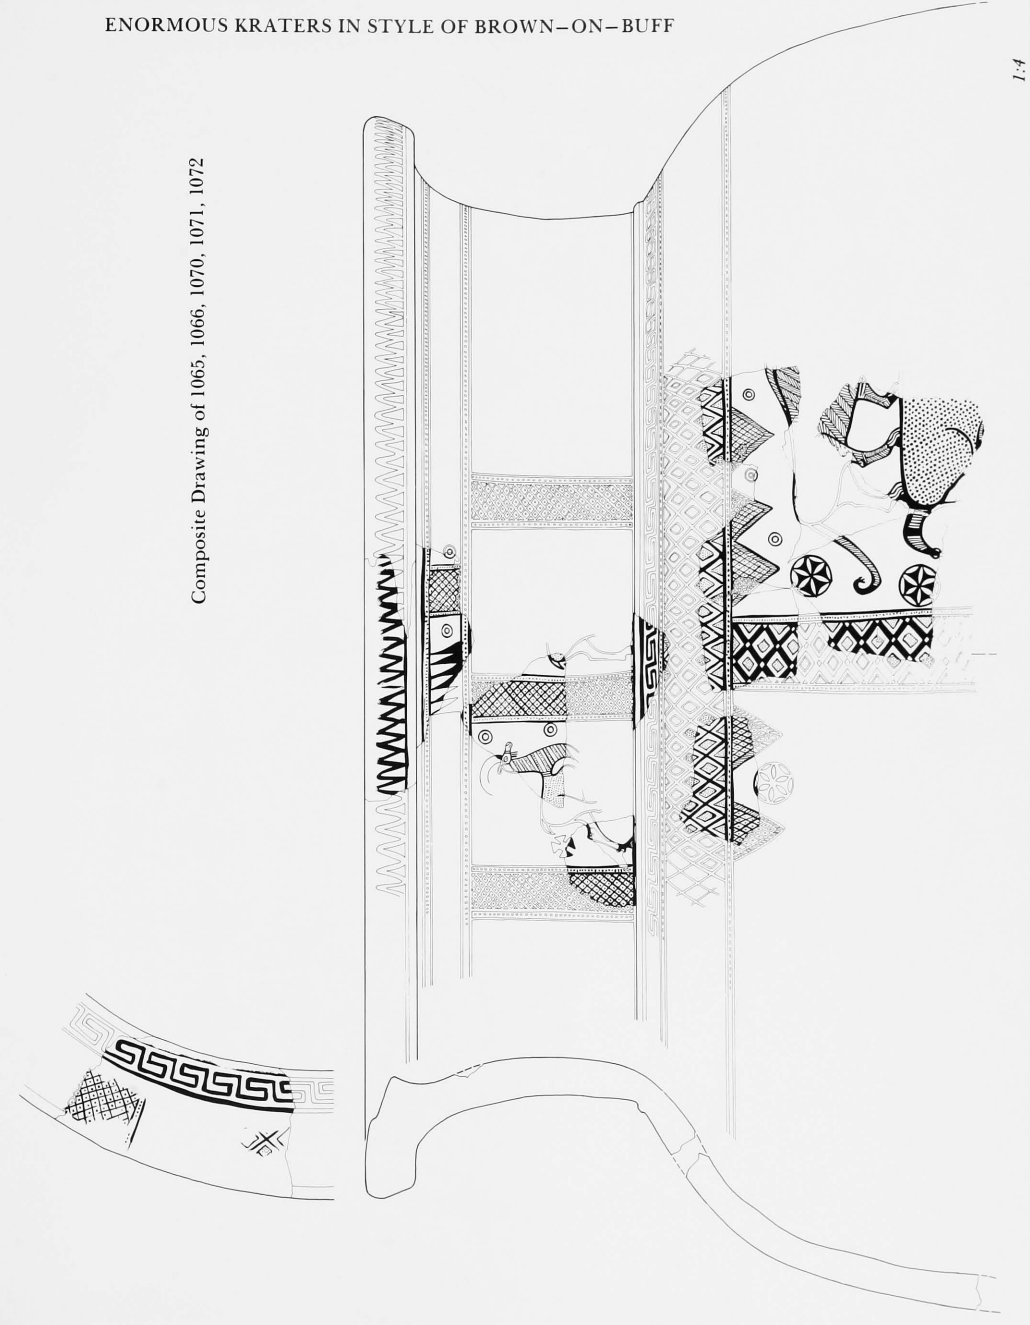 ENORMOUS KRATERS IN STYLE OF BROWN–ON–BUFF
1:4
Composite Drawing of 1065, 1066, 1070, 1071, 1072